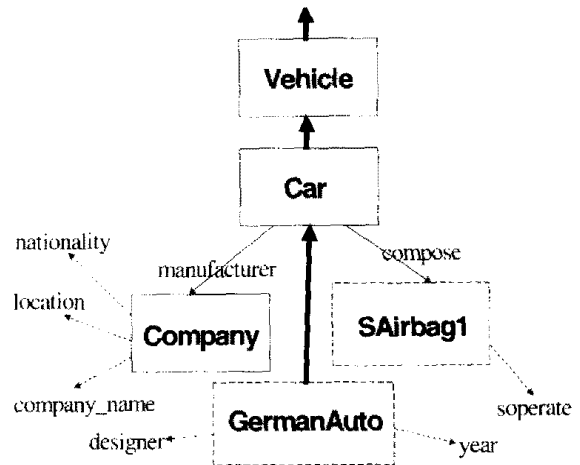 Vehicle
Car
nationality
manufacturer
compose
location
Company
SAirbag1
company_name
soperate
GermanAuto
designer
year